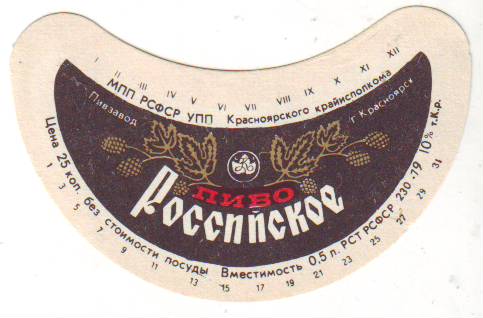 I II III IV V VI VII VIII IX X XI XII
МПП РСФСР УПП Красноярского крайисполкома
Пивзавод г Красноярск
ПИВО
Российское
Цена 25 коп. без стоимости посуды Вместимость 0,5 л. РСТ РСФСР 230-79 10% т.к.р.
1 3 5 7 9 11 13 15 17 19 21 23 25 27 29 31